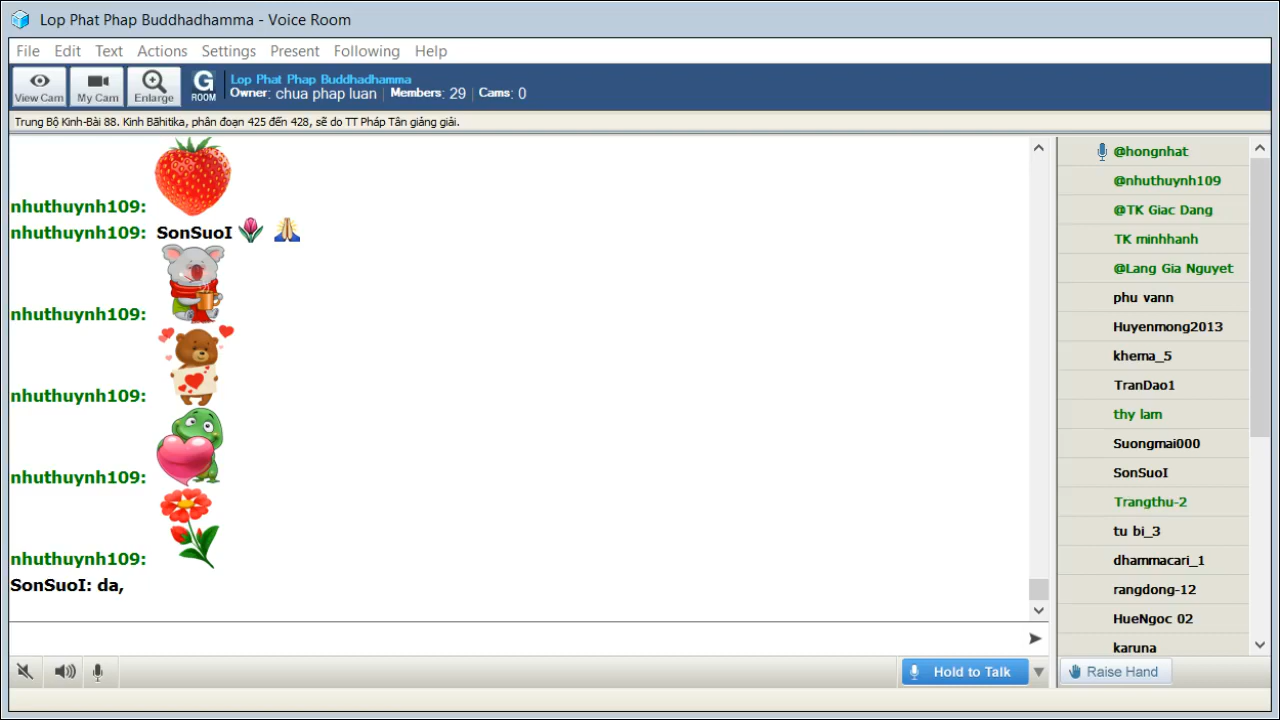 Lop Phat Phap Buddhadhamma - Voice Room
File Edit Text Actions Settings Present Following Help
View Cam My Cam Enlarge G ROOM
Lop Phat Phap Buddhadhamma
Owner: chua phap luan | Members: 29 | Cams: 0
Trung Bộ Kinh-Bài 88. Kinh Bāhitika, phân đoạn 425 đến 428, sẽ do TT Pháp Tân giảng giải.
nhuthuynh109:
nhuthuynh109: SonSuoI
nhuthuynh109:
nhuthuynh109:
nhuthuynh109:
nhuthuynh109:
SonSuoI: da,
@hongnhat
@nhuthuynh109
@TK Giac Dang
TK minhhanh
@Lang Gia Nguyet
phu vann
Huyenmong2013
khema_5
TranDao1
thy lam
Suongmai000
SonSuoI
Trangthu-2
tu bi_3
dhammacari_1
rangdong-12
HueNgoc 02
karuna
Hold to Talk
Raise Hand